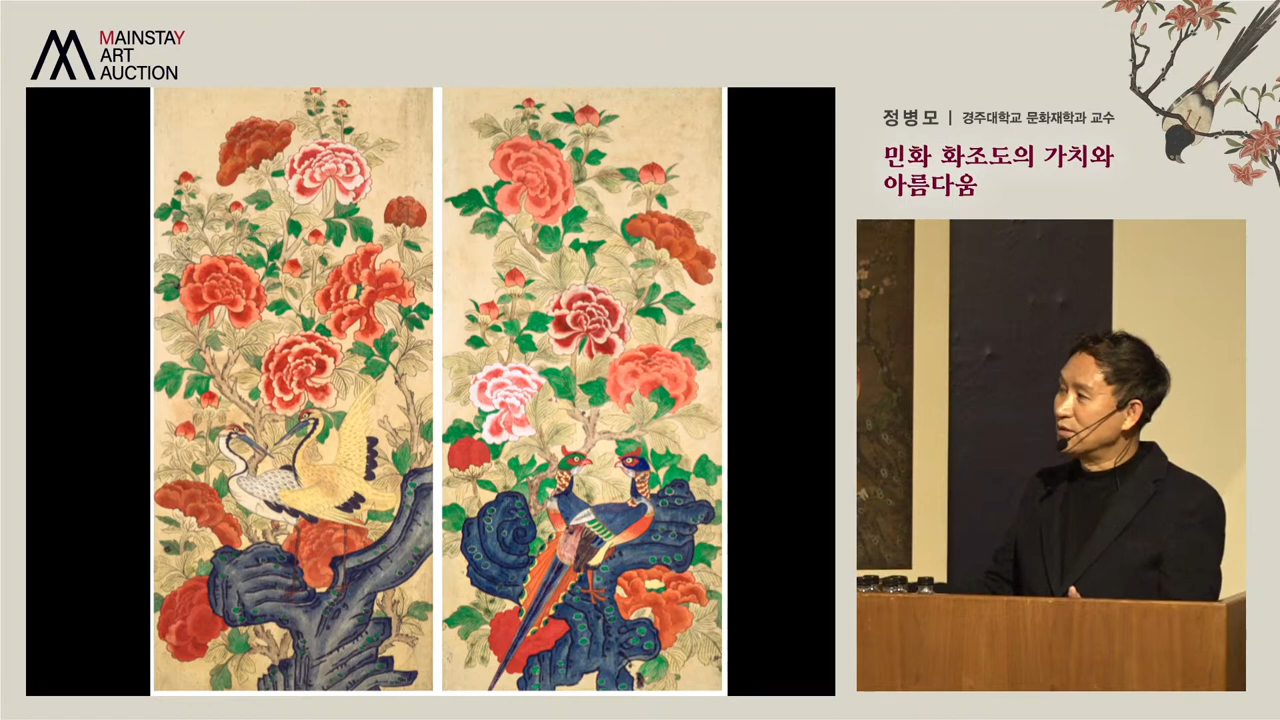 MAINSTAY
ART
AUCTION
정병모 | 경주대학교 문화재학과 교수
민화 화조도의 가치와
아름다움